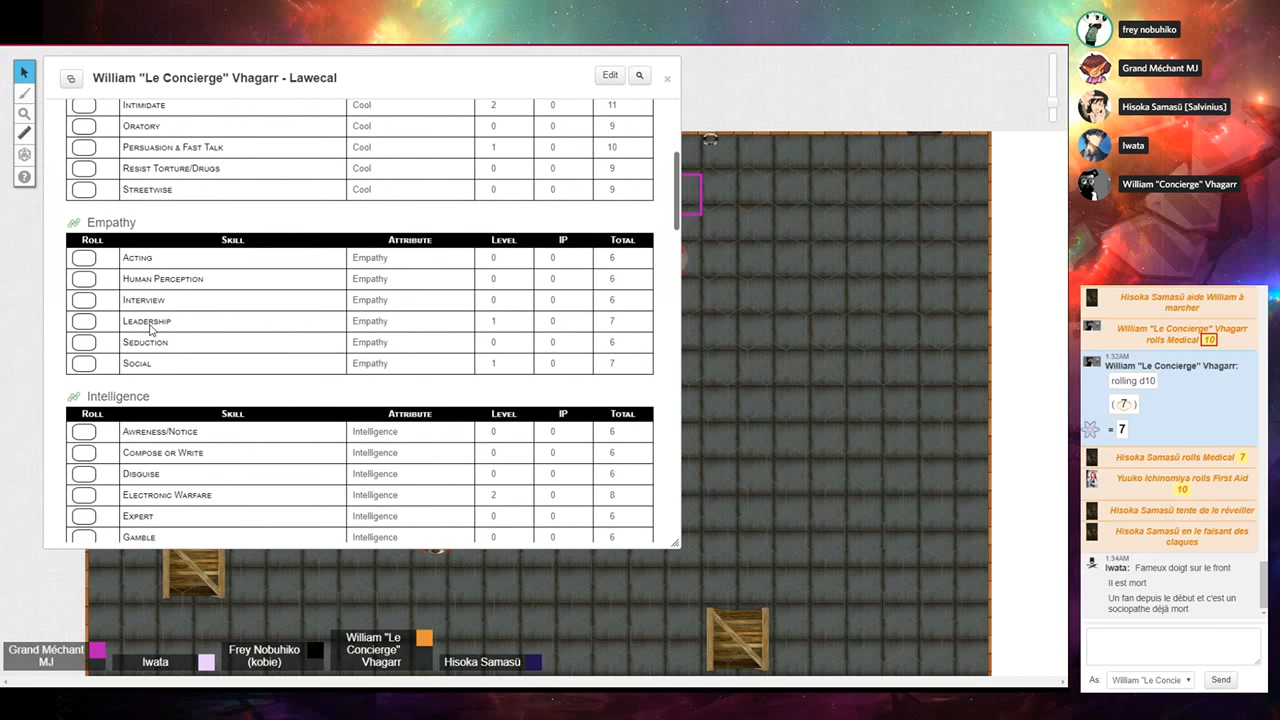 William "Le Concierge" Vhagarr - Lawecal
Edit
×
INTIMIDATE Cool 2 0 11
ORATORY Cool 0 0 9
PERSUASION & FAST TALK Cool 1 0 10
RESIST TORTURE/DRUGS Cool 0 0 9
STREETWISE Cool 0 0 9
Empathy
ROLL SKILL ATTRIBUTE LEVEL IP TOTAL
ACTING Empathy 0 0 6
HUMAN PERCEPTION Empathy 0 0 6
INTERVIEW Empathy 0 0 6
LEADERSHIP Empathy 1 0 7
SEDUCTION Empathy 0 0 6
SOCIAL Empathy 1 0 7
Intelligence
ROLL SKILL ATTRIBUTE LEVEL IP TOTAL
AWRENESS/NOTICE Intelligence 0 0 6
COMPOSE OR WRITE Intelligence 0 0 6
DISGUISE Intelligence 0 0 6
ELECTRONIC WARFARE Intelligence 2 0 8
EXPERT Intelligence 0 0 6
GAMBLE Intelligence 0 0 6
Grand Méchant
MJ
Iwata
Frey Nobuhiko
(kobie)
William "Le
Concierge"
Vhagarr
Hisoka Samasū
frey nobuhiko
Grand Méchant MJ
Hisoka Samasū [Salvinius]
Iwata
William "Concierge" Vhagarr
Hisoka Samasū aide William à
marcher
William "Le Concierge" Vhagarr
rolls Medical 10
1:32AM
William "Le Concierge" Vhagarr:
rolling d10
( 7 )
= 7
Hisoka Samasū rolls Medical 7
Yuuko Ichinomiya rolls First Aid
10
Hisoka Samasū tente de le réveiller
Hisoka Samasū en le faisant des
claques
1:34AM
Iwata: Fameux doigt sur le front
Il est mort
Un fan depuis le début et c'est un
sociopathe déjà mort
As: William "Le Concie
Send